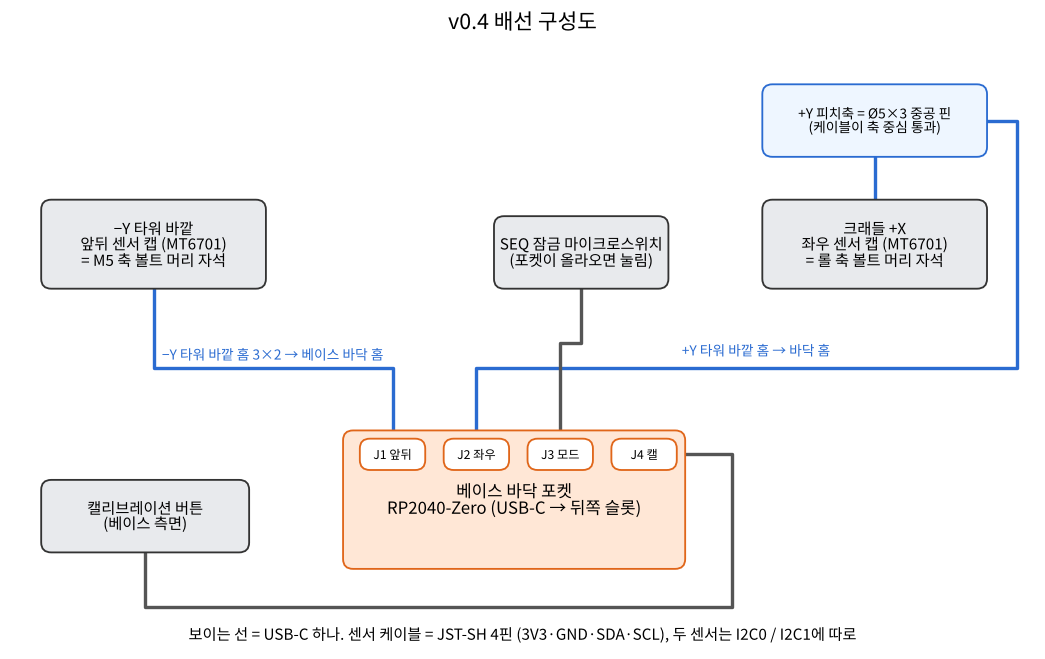 v0.4 배선 구성도
+Y 피치축 = Ø5×3 중공 핀
(케이블이 축 중심 통과)
−Y 타워 바깥
앞뒤 센서 캡 (MT6701)
= M5 축 볼트 머리 자석
SEQ 잠금 마이크로스위치
(포켓이 올라오면 눌림)
크래들 +X
좌우 센서 캡 (MT6701)
= 롤 축 볼트 머리 자석
−Y 타워 바깥 홈 3×2 → 베이스 바닥 홈
+Y 타워 바깥 홈 → 바닥 홈
J1 앞뒤
J2 좌우
J3 모드
J4 캘
베이스 바닥 포켓
RP2040-Zero (USB-C → 뒤쪽 슬롯)
캘리브레이션 버튼
(베이스 측면)
보이는 선 = USB-C 하나. 센서 케이블 = JST-SH 4핀 (3V3·GND·SDA·SCL), 두 센서는 I2C0 / I2C1에 따로